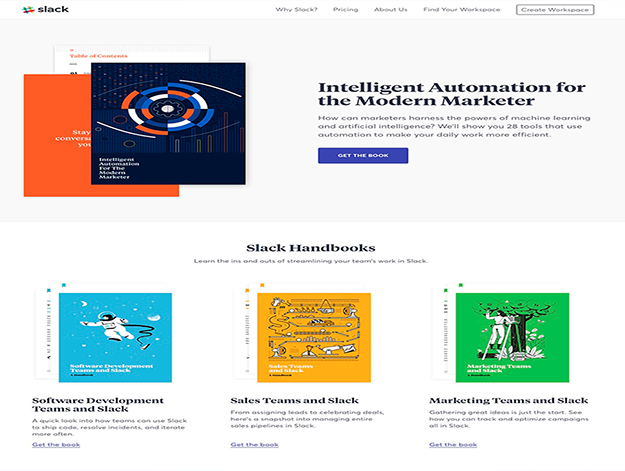 slack
Why Slack?
Pricing
About Us
Find Your Workspace
Create Workspace
Table of Contents
Stay
conversa
you
Intelligent
Automation
For The
Modern
Marketer
Intelligent Automation for
the Modern Marketer
How can marketers harness the powers of machine learning
and artificial intelligence? We'll show you 28 tools that use
automation to make your daily work more efficient.
GET THE BOOK
Slack Handbooks
Learn the ins and outs of streamlining your team's work in Slack.
Software Development
Teams and Slack
A Handbook
Sales Teams
and Slack
A Handbook
Marketing Teams
and Slack
A Handbook
Software Development
Teams and Slack
A quick look into how teams can use Slack
to ship code, resolve incidents, and iterate
more often.
Get the book
Sales Teams and Slack
From assigning leads to celebrating deals,
here's a snapshot into managing entire
sales pipelines in Slack.
Get the book
Marketing Teams and Slack
Gathering great ideas is just the start. See
how you can track and optimize campaigns
all in Slack.
Get the book